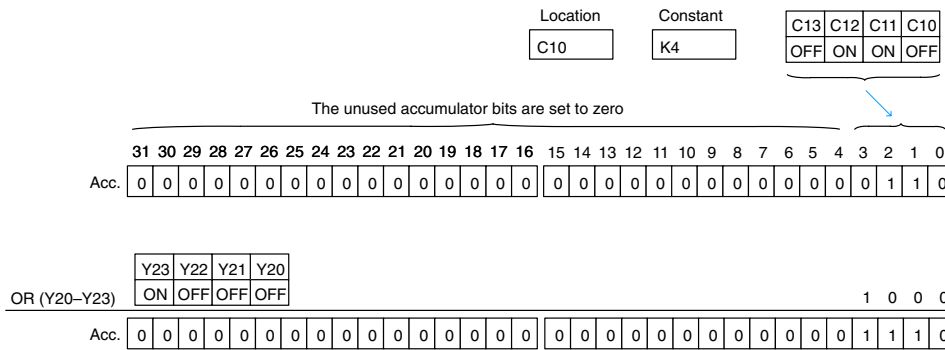 Location Constant C13 C12 C11 C10
C10 K4 OFF ON ON OFF
The unused accumulator bits are set to zero
31 30 29 28 27 26 25 24 23 22 21 20 19 18 17 16 15 14 13 12 11 10 9 8 7 6 5 4 3 2 1 0
Acc. 0 0 0 0 0 0 0 0 0 0 0 0 0 0 0 0 0 0 0 0 0 0 0 0 0 0 0 0 0 1 1 0
Y23 Y22 Y21 Y20
OR (Y20–Y23) ON OFF OFF OFF 1 0 0 0
Acc. 0 0 0 0 0 0 0 0 0 0 0 0 0 0 0 0 0 0 0 0 0 0 0 0 0 0 0 0 1 1 1 0